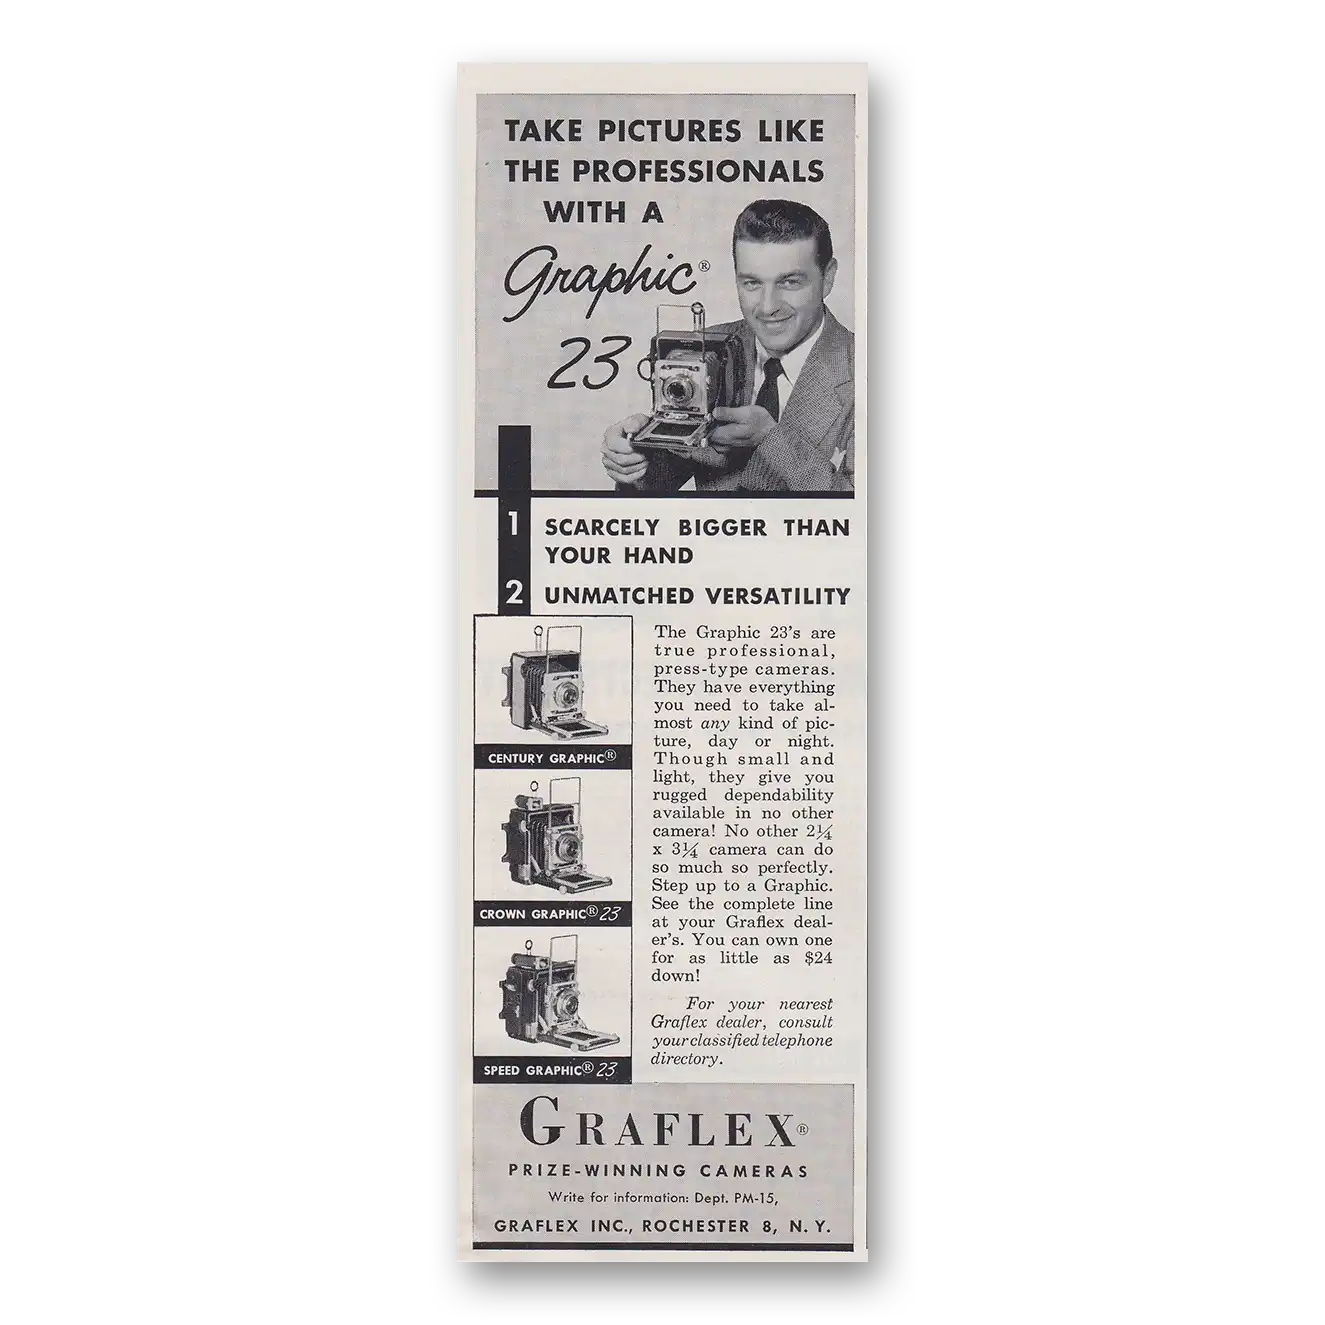 TAKE PICTURES LIKE
THE PROFESSIONALS
WITH A
Graphic®
23
1 SCARCELY BIGGER THAN
YOUR HAND
2 UNMATCHED VERSATILITY
CENTURY GRAPHIC®
CROWN GRAPHIC® 23
SPEED GRAPHIC® 23
The Graphic 23's are
true professional,
press-type cameras.
They have everything
you need to take al-
most any kind of pic-
ture, day or night.
Though small and
light, they give you
rugged dependability
available in no other
camera! No other 2¼
x 3¼ camera can do
so much so perfectly.
Step up to a Graphic.
See the complete line
at your Graflex deal-
er's. You can own one
for as little as $24
down!
For your nearest
Graflex dealer, consult
your classified telephone
directory.
GRAFLEX®
PRIZE-WINNING CAMERAS
Write for information: Dept. PM-15,
GRAFLEX INC., ROCHESTER 8, N. Y.